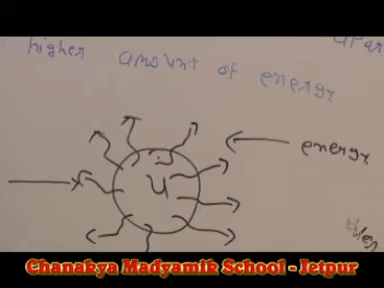 higher amount of energy
energy
U
Chanakya Madyamik School - Jetpur